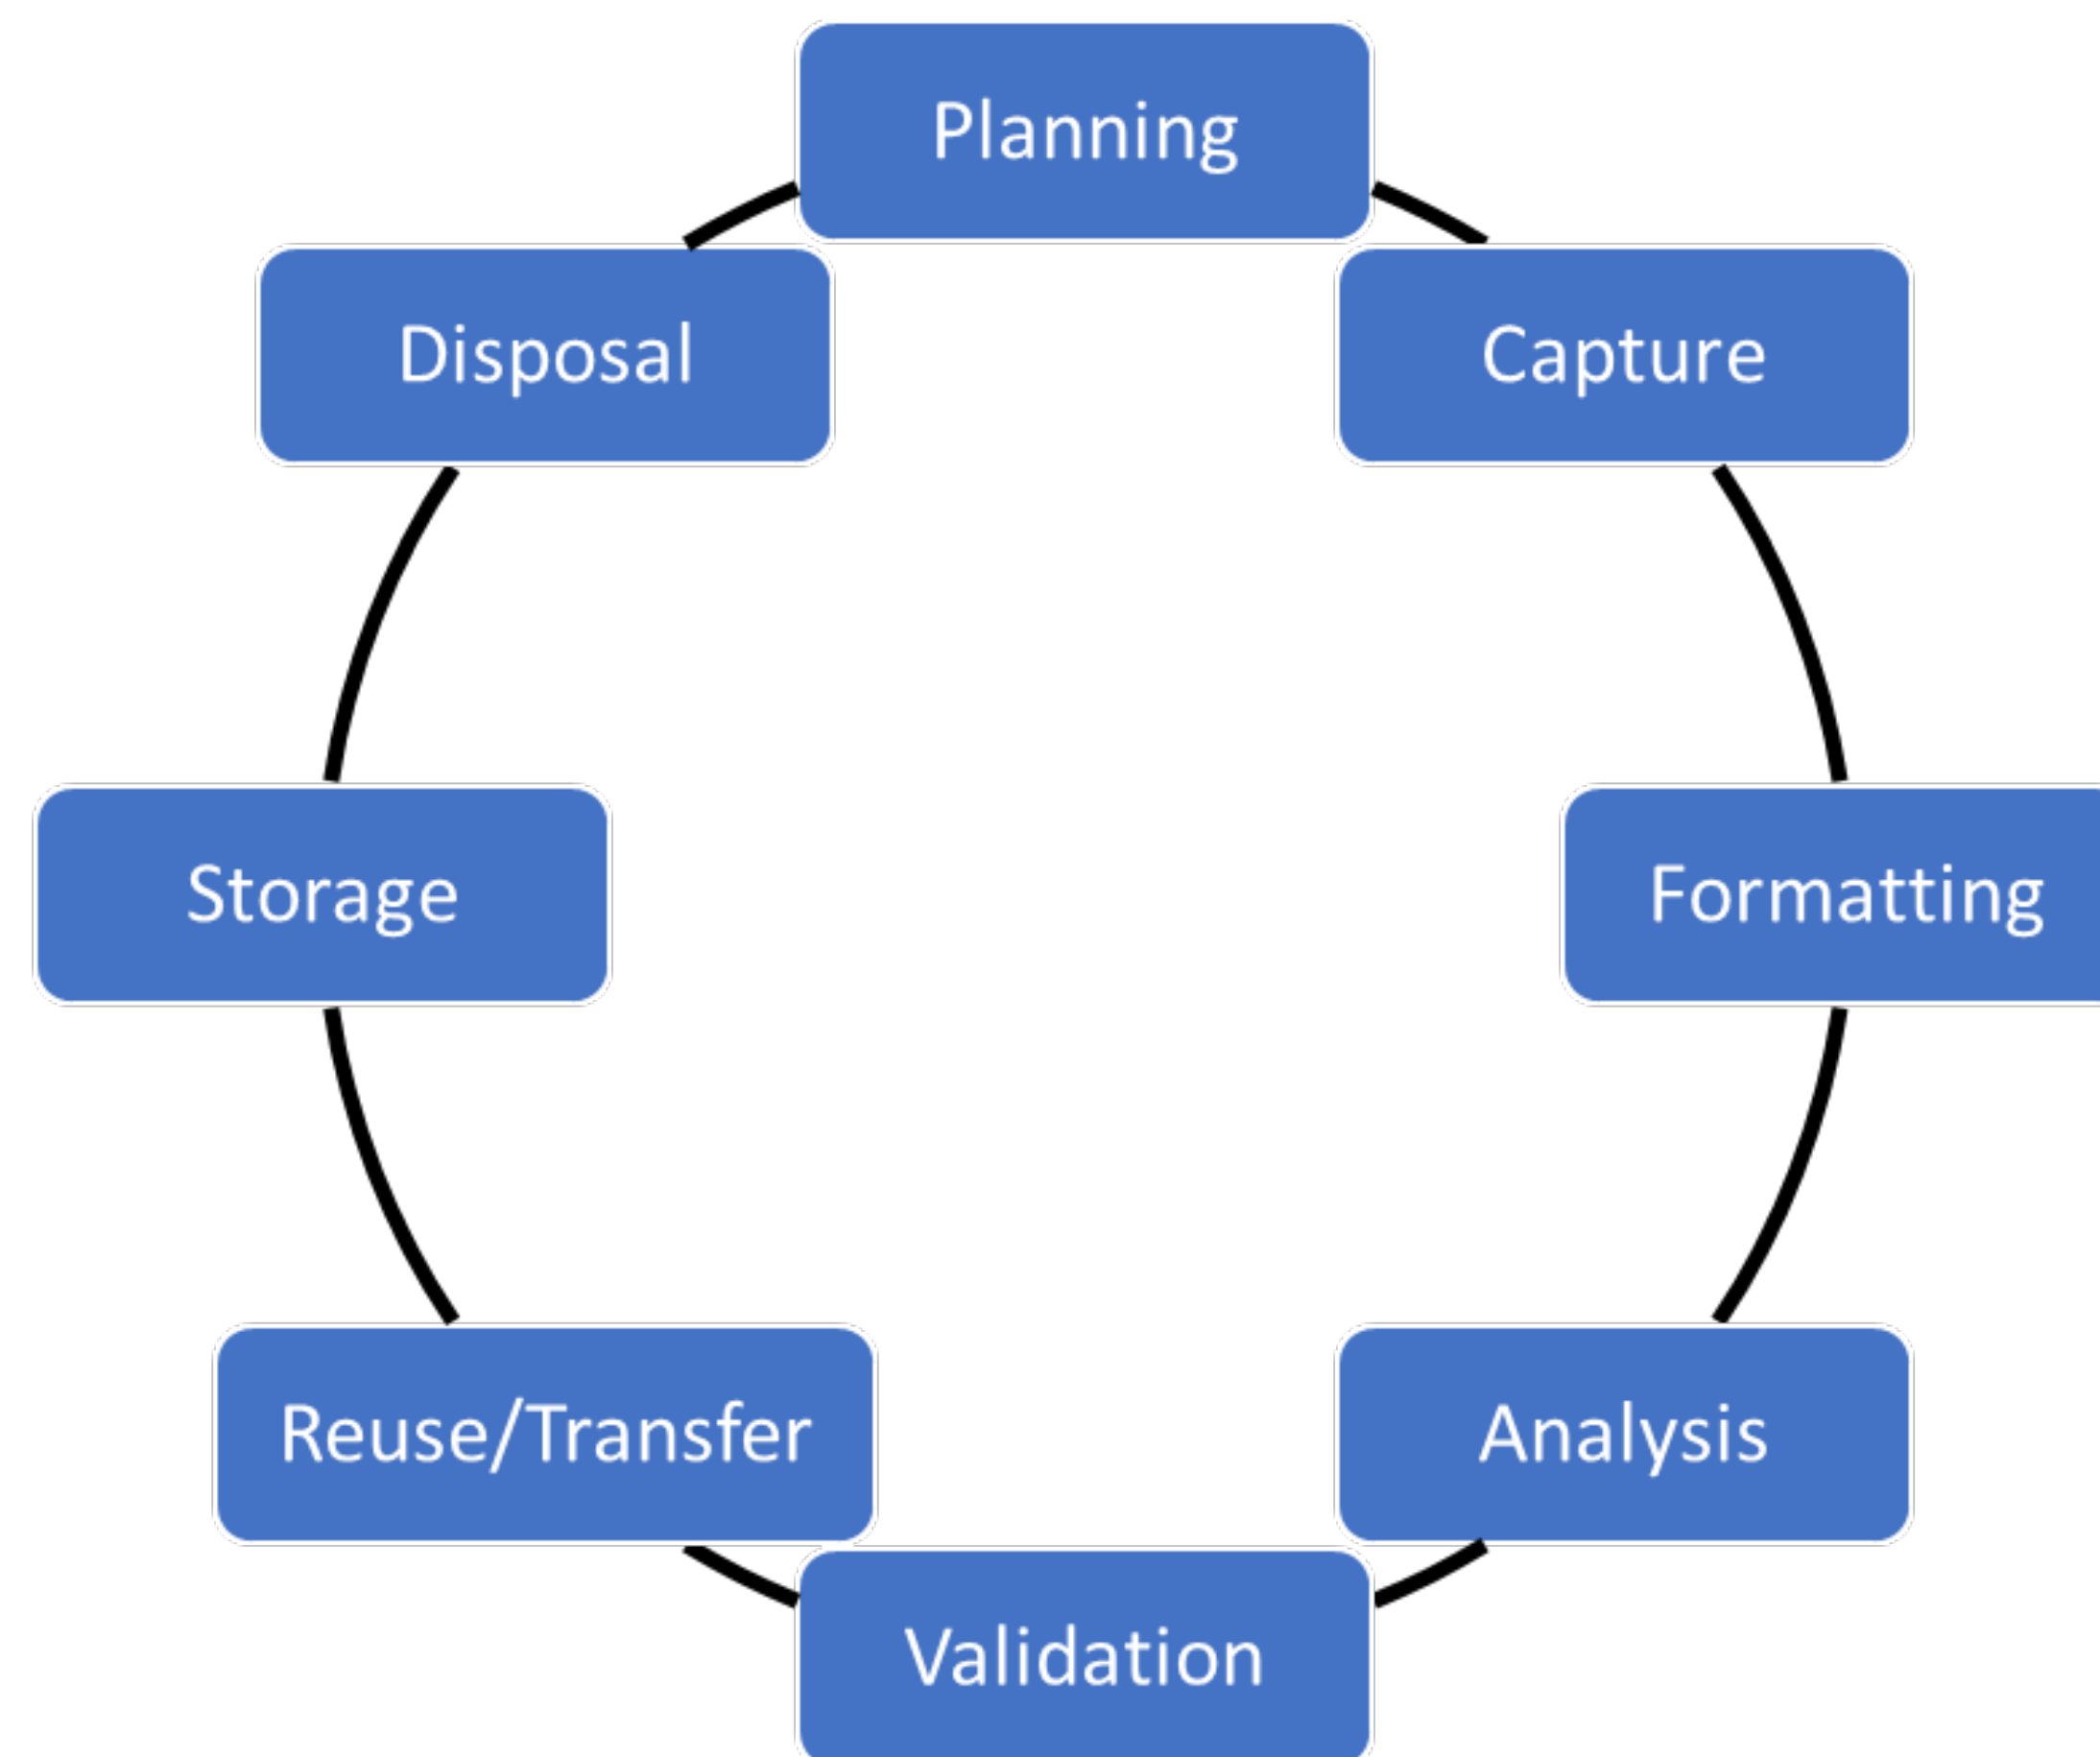 Planning
Capture
Formatting
Analysis
Validation
Reuse/Transfer
Storage
Disposal